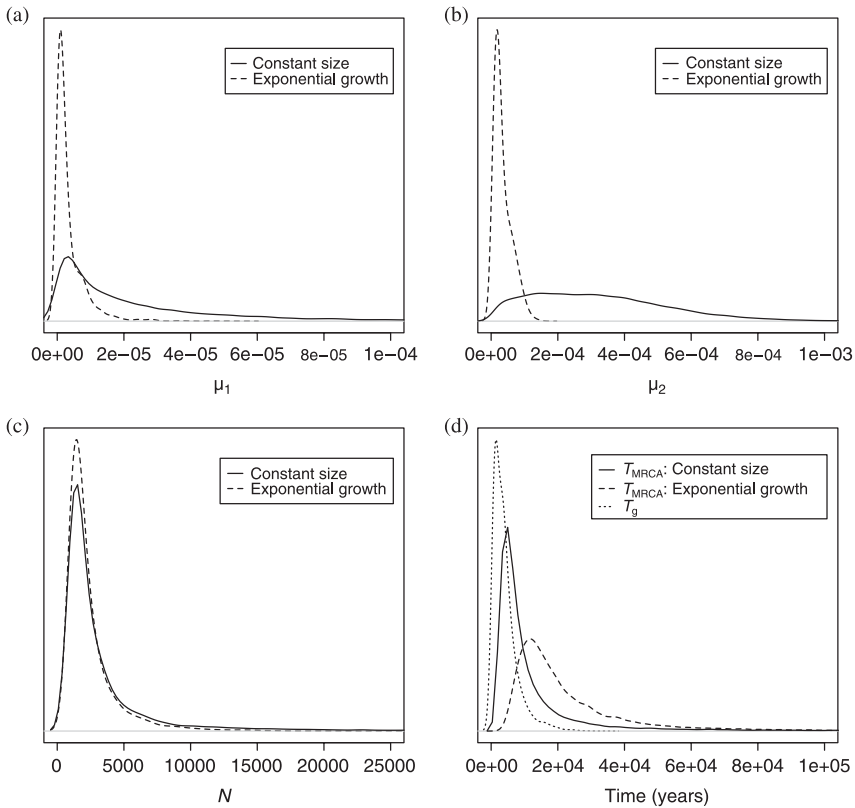 (a)
Constant size
Exponential growth
0e+00 2e-05 4e-05 6e-05 8e-05 1e-04
μ1
(b)
Constant size
Exponential growth
0e+00 2e-04 4e-04 6e-04 8e-04 1e-03
μ2
(c)
Constant size
Exponential growth
0 5000 10000 15000 20000 25000
N
(d)
TMRCA: Constant size
TMRCA: Exponential growth
Tg
0e+00 2e+04 4e+04 6e+04 8e+04 1e+05
Time (years)